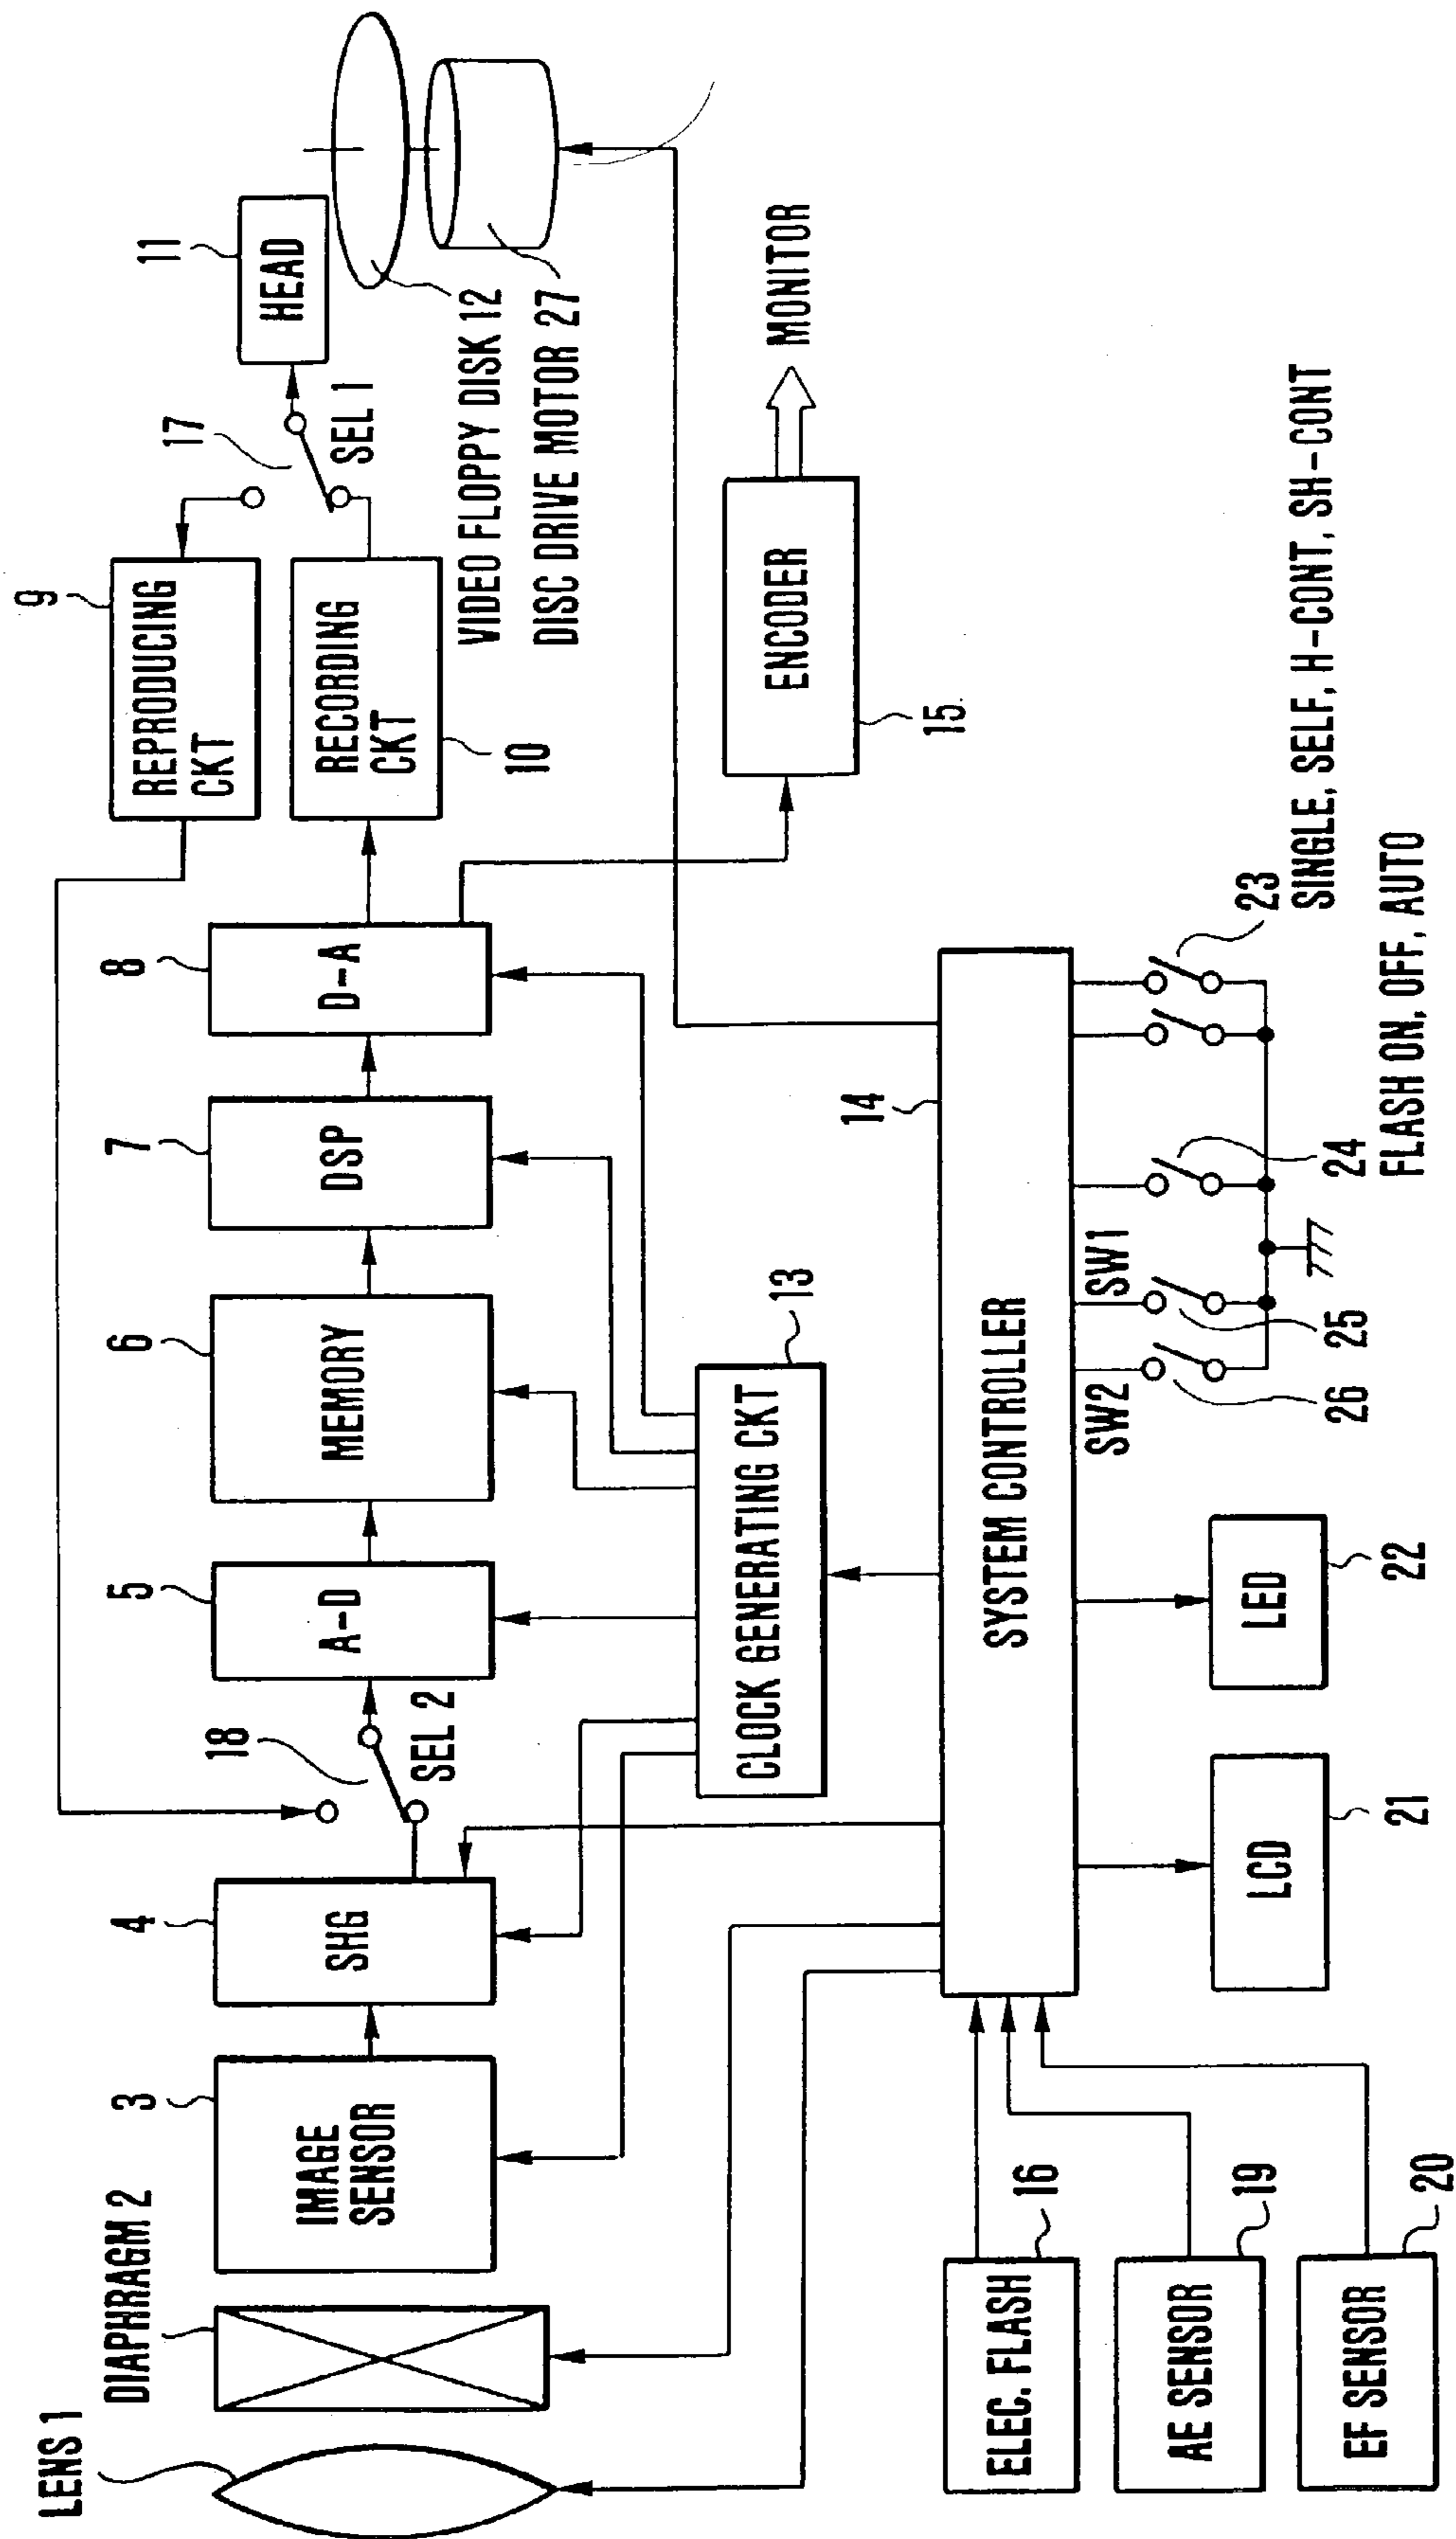 LENS 1
DIAPHRAGM 2
3
IMAGE
SENSOR
4
SHG
18
SEL 2
5
A-D
6
MEMORY
7
DSP
8
D-A
9
REPRODUCING
CKT
RECORDING
CKT
10
17
SEL 1
11
HEAD
VIDEO FLOPPY DISK 12
DISC DRIVE MOTOR 27
CLOCK GENERATING CKT
13
ENCODER
15
MONITOR
14
SYSTEM CONTROLLER
ELEC. FLASH
16
AE SENSOR
19
EF SENSOR
20
LCD
21
LED
22
SW2
SW1
26
25
24
FLASH ON, OFF, AUTO
23
SINGLE, SELF, H-CONT, SH-CONT